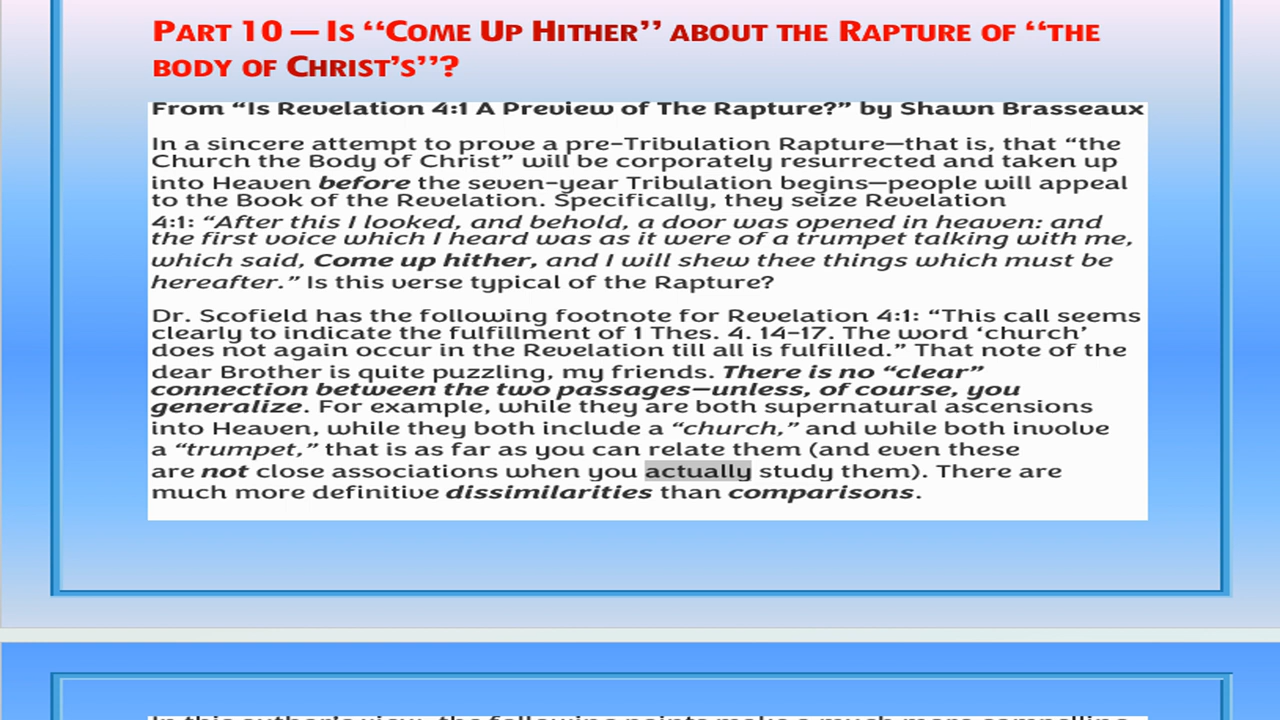 Part 10 — Is “Come Up Hither” about the Rapture of “the
body of Christ’s”?
From “Is Revelation 4:1 A Preview of The Rapture?” by Shawn Brasseaux
In a sincere attempt to prove a pre-Tribulation Rapture—that is, that “the
Church the Body of Christ” will be corporately resurrected and taken up
into Heaven before the seven-year Tribulation begins—people will appeal
to the Book of the Revelation. Specifically, they seize Revelation
4:1: “After this I looked, and behold, a door was opened in heaven: and
the first voice which I heard was as it were of a trumpet talking with me,
which said, Come up hither, and I will shew thee things which must be
hereafter.” Is this verse typical of the Rapture?
Dr. Scofield has the following footnote for Revelation 4:1: “This call seems
clearly to indicate the fulfillment of 1 Thes. 4. 14-17. The word ‘church’
does not again occur in the Revelation till all is fulfilled.” That note of the
dear Brother is quite puzzling, my friends. There is no “clear”
connection between the two passages—unless, of course, you
generalize. For example, while they are both supernatural ascensions
into Heaven, while they both include a “church,” and while both involve
a “trumpet,” that is as far as you can relate them (and even these
are not close associations when you actually study them). There are
much more definitive dissimilarities than comparisons.
In this author’s view, the following points make a much more compelling